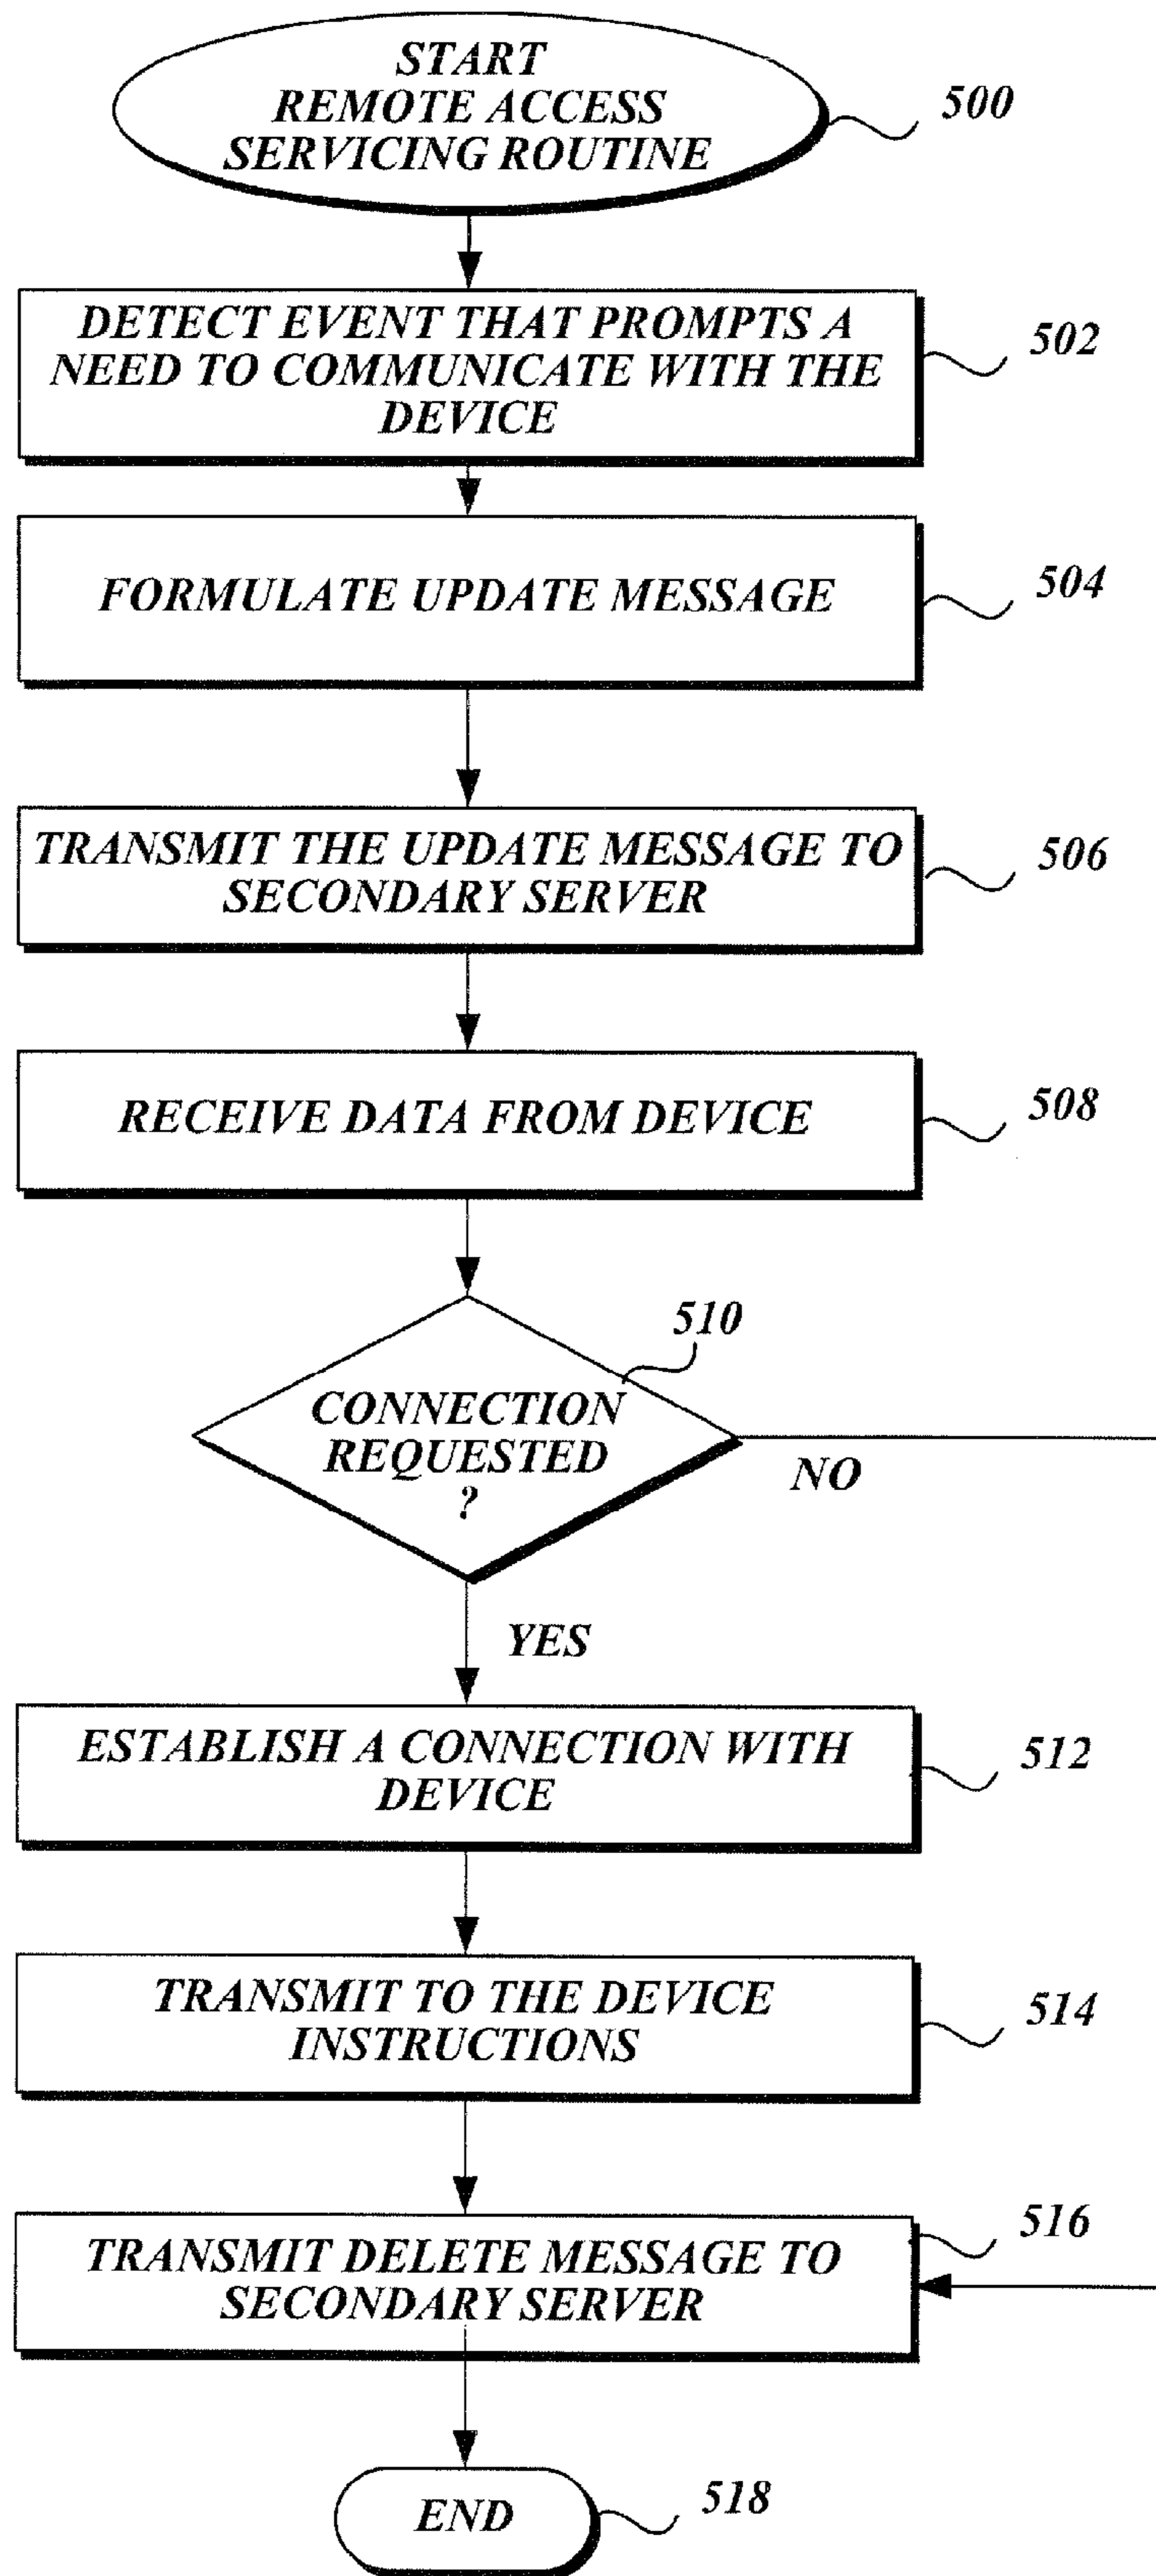 START
REMOTE ACCESS
SERVICING ROUTINE
500
DETECT EVENT THAT PROMPTS A
NEED TO COMMUNICATE WITH THE
DEVICE
502
FORMULATE UPDATE MESSAGE
504
TRANSMIT THE UPDATE MESSAGE TO
SECONDARY SERVER
506
RECEIVE DATA FROM DEVICE
508
510
CONNECTION
REQUESTED
?
NO
YES
ESTABLISH A CONNECTION WITH
DEVICE
512
TRANSMIT TO THE DEVICE
INSTRUCTIONS
514
TRANSMIT DELETE MESSAGE TO
SECONDARY SERVER
516
END
518